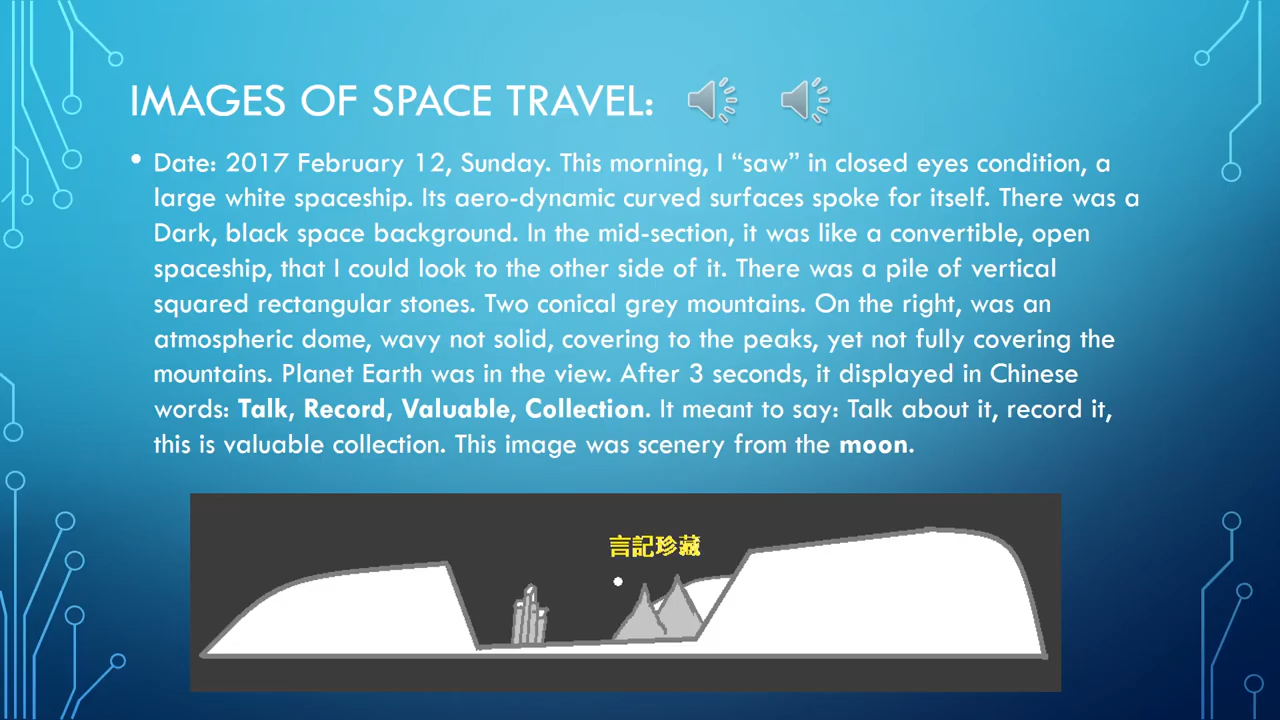 IMAGES OF SPACE TRAVEL:
• Date: 2017 February 12, Sunday. This morning, I “saw” in closed eyes condition, a
large white spaceship. Its aero-dynamic curved surfaces spoke for itself. There was a
Dark, black space background. In the mid-section, it was like a convertible, open
spaceship, that I could look to the other side of it. There was a pile of vertical
squared rectangular stones. Two conical grey mountains. On the right, was an
atmospheric dome, wavy not solid, covering to the peaks, yet not fully covering the
mountains. Planet Earth was in the view. After 3 seconds, it displayed in Chinese
words: Talk, Record, Valuable, Collection. It meant to say: Talk about it, record it,
this is valuable collection. This image was scenery from the moon.
言記珍藏